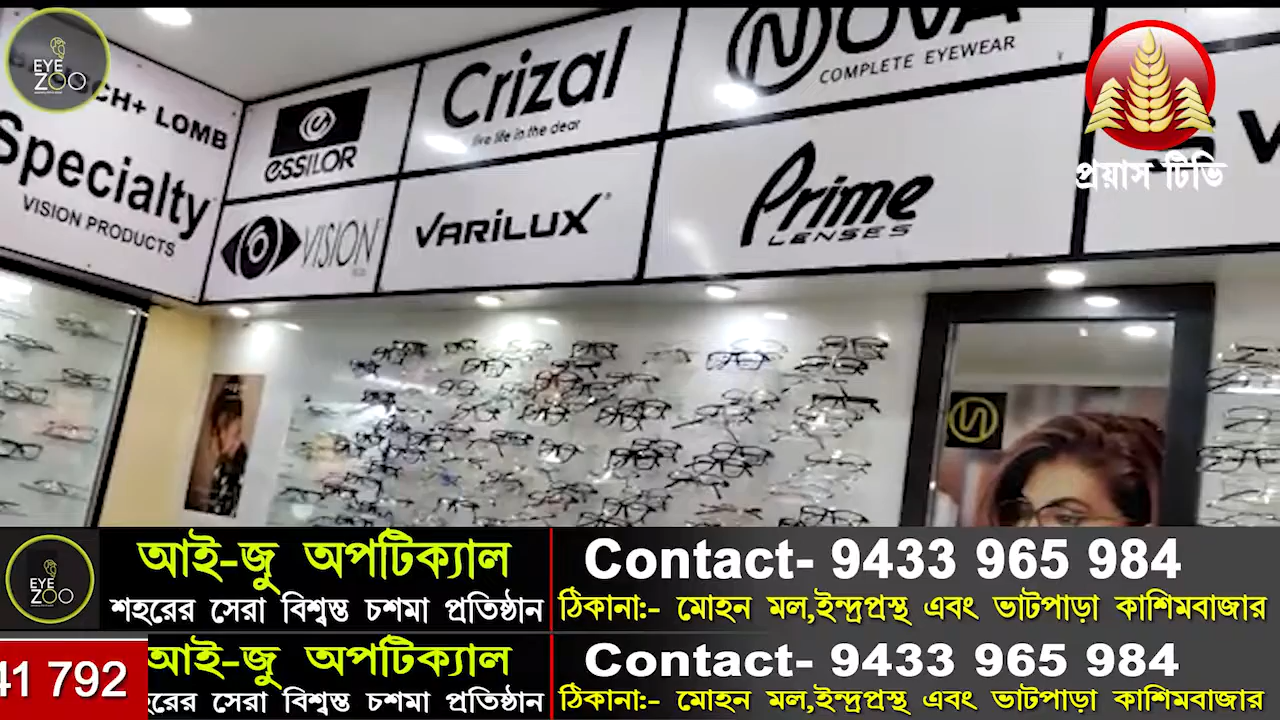 EYE
ZOO
CH+ LOMB
Specialty
VISION PRODUCTS
essilor
VISION
Crizal
live life in the clear
VARILUX
NOVA
COMPLETE EYEWEAR
Prime
LENSES
প্রয়াস টিভি
EYE
ZOO
আই-জু অপটিক্যাল
শহরের সেরা বিশ্বস্ত চশমা প্রতিষ্ঠান
Contact- 9433 965 984
ঠিকানা:- মোহন মল,ইন্দ্রপ্রস্থ এবং ভাটপাড়া কাশিমবাজার
41 792
আই-জু অপটিক্যাল
হরের সেরা বিশ্বস্ত চশমা প্রতিষ্ঠান
Contact- 9433 965 984
ঠিকানা:- মোহন মল,ইন্দ্রপ্রস্থ এবং ভাটপাড়া কাশিমবাজার